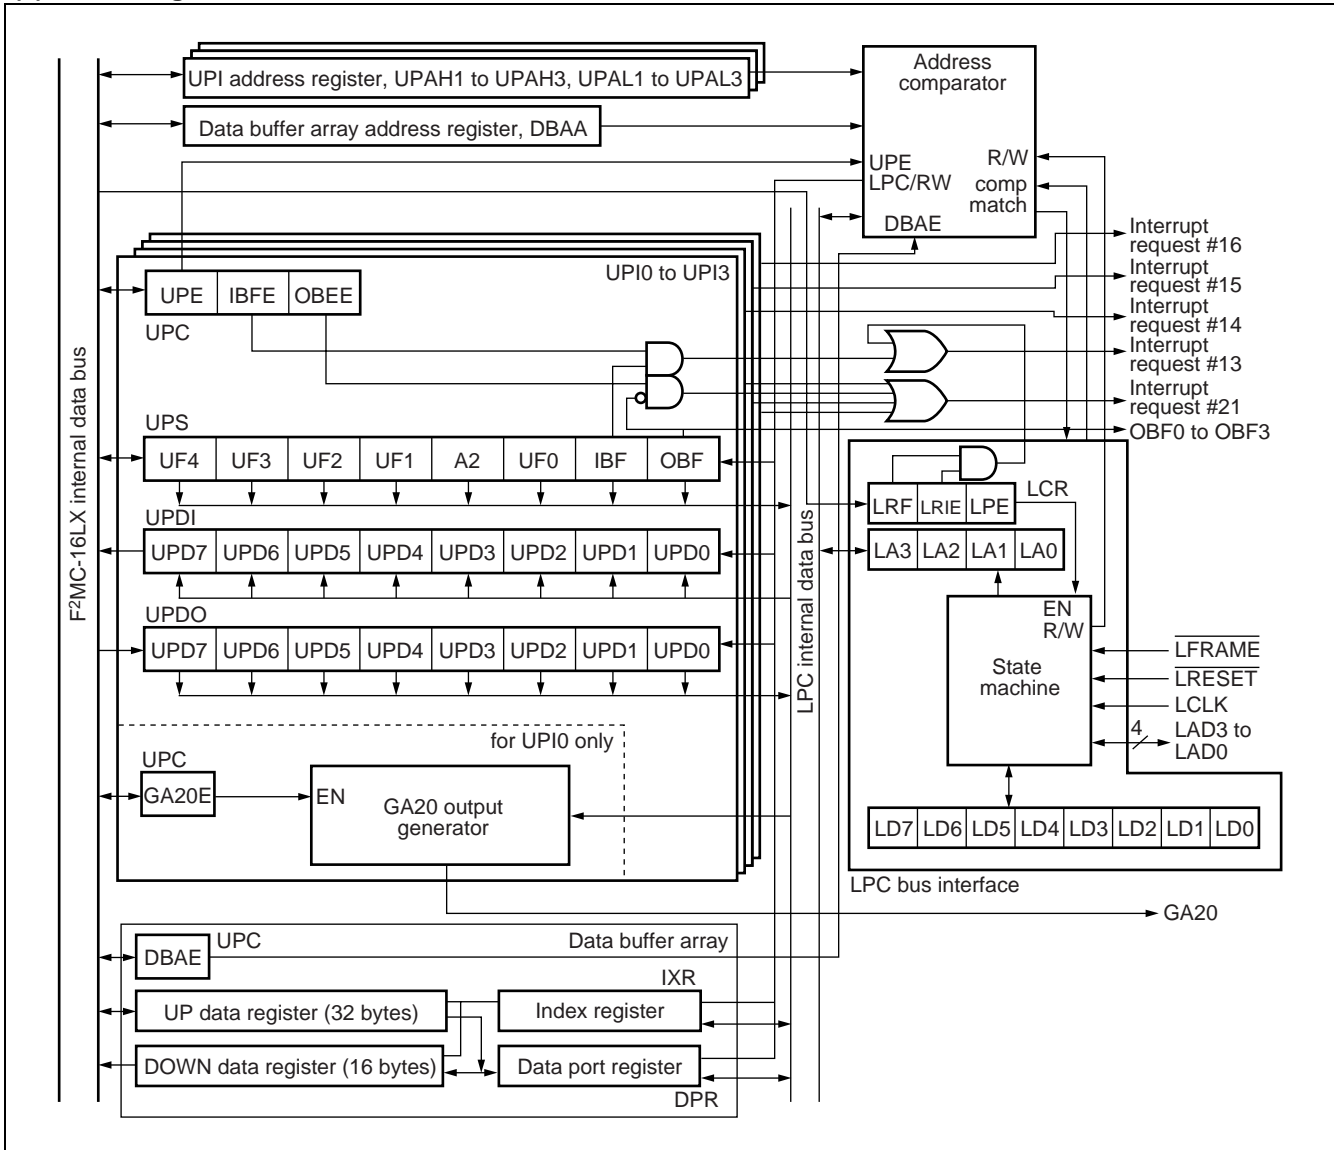 UPI address register, UPAH1 to UPAH3, UPAL1 to UPAL3
Data buffer array address register, DBAA
Address
comparator
UPE
LPC/RW
DBAE
R/W
comp
match
Interrupt
request #16
Interrupt
request #15
Interrupt
request #14
Interrupt
request #13
Interrupt
request #21
OBF0 to OBF3
F²MC-16LX internal data bus
UPI0 to UPI3
UPE IBFE OBEE
UPC
UPS
UF4 UF3 UF2 UF1 A2 UF0 IBF OBF
UPDI
UPD7 UPD6 UPD5 UPD4 UPD3 UPD2 UPD1 UPD0
UPDO
UPD7 UPD6 UPD5 UPD4 UPD3 UPD2 UPD1 UPD0
for UPI0 only
UPC
GA20E
EN
GA20 output
generator
LPC internal data bus
LCR
LRF LRIE LPE
LA3 LA2 LA1 LA0
EN
R/W
State
machine
LFRAME
LRESET
LCLK
4
LAD3 to
LAD0
LD7 LD6 LD5 LD4 LD3 LD2 LD1 LD0
LPC bus interface
GA20
DBAE
UPC
Data buffer array
IXR
UP data register (32 bytes)
Index register
DOWN data register (16 bytes)
Data port register
DPR